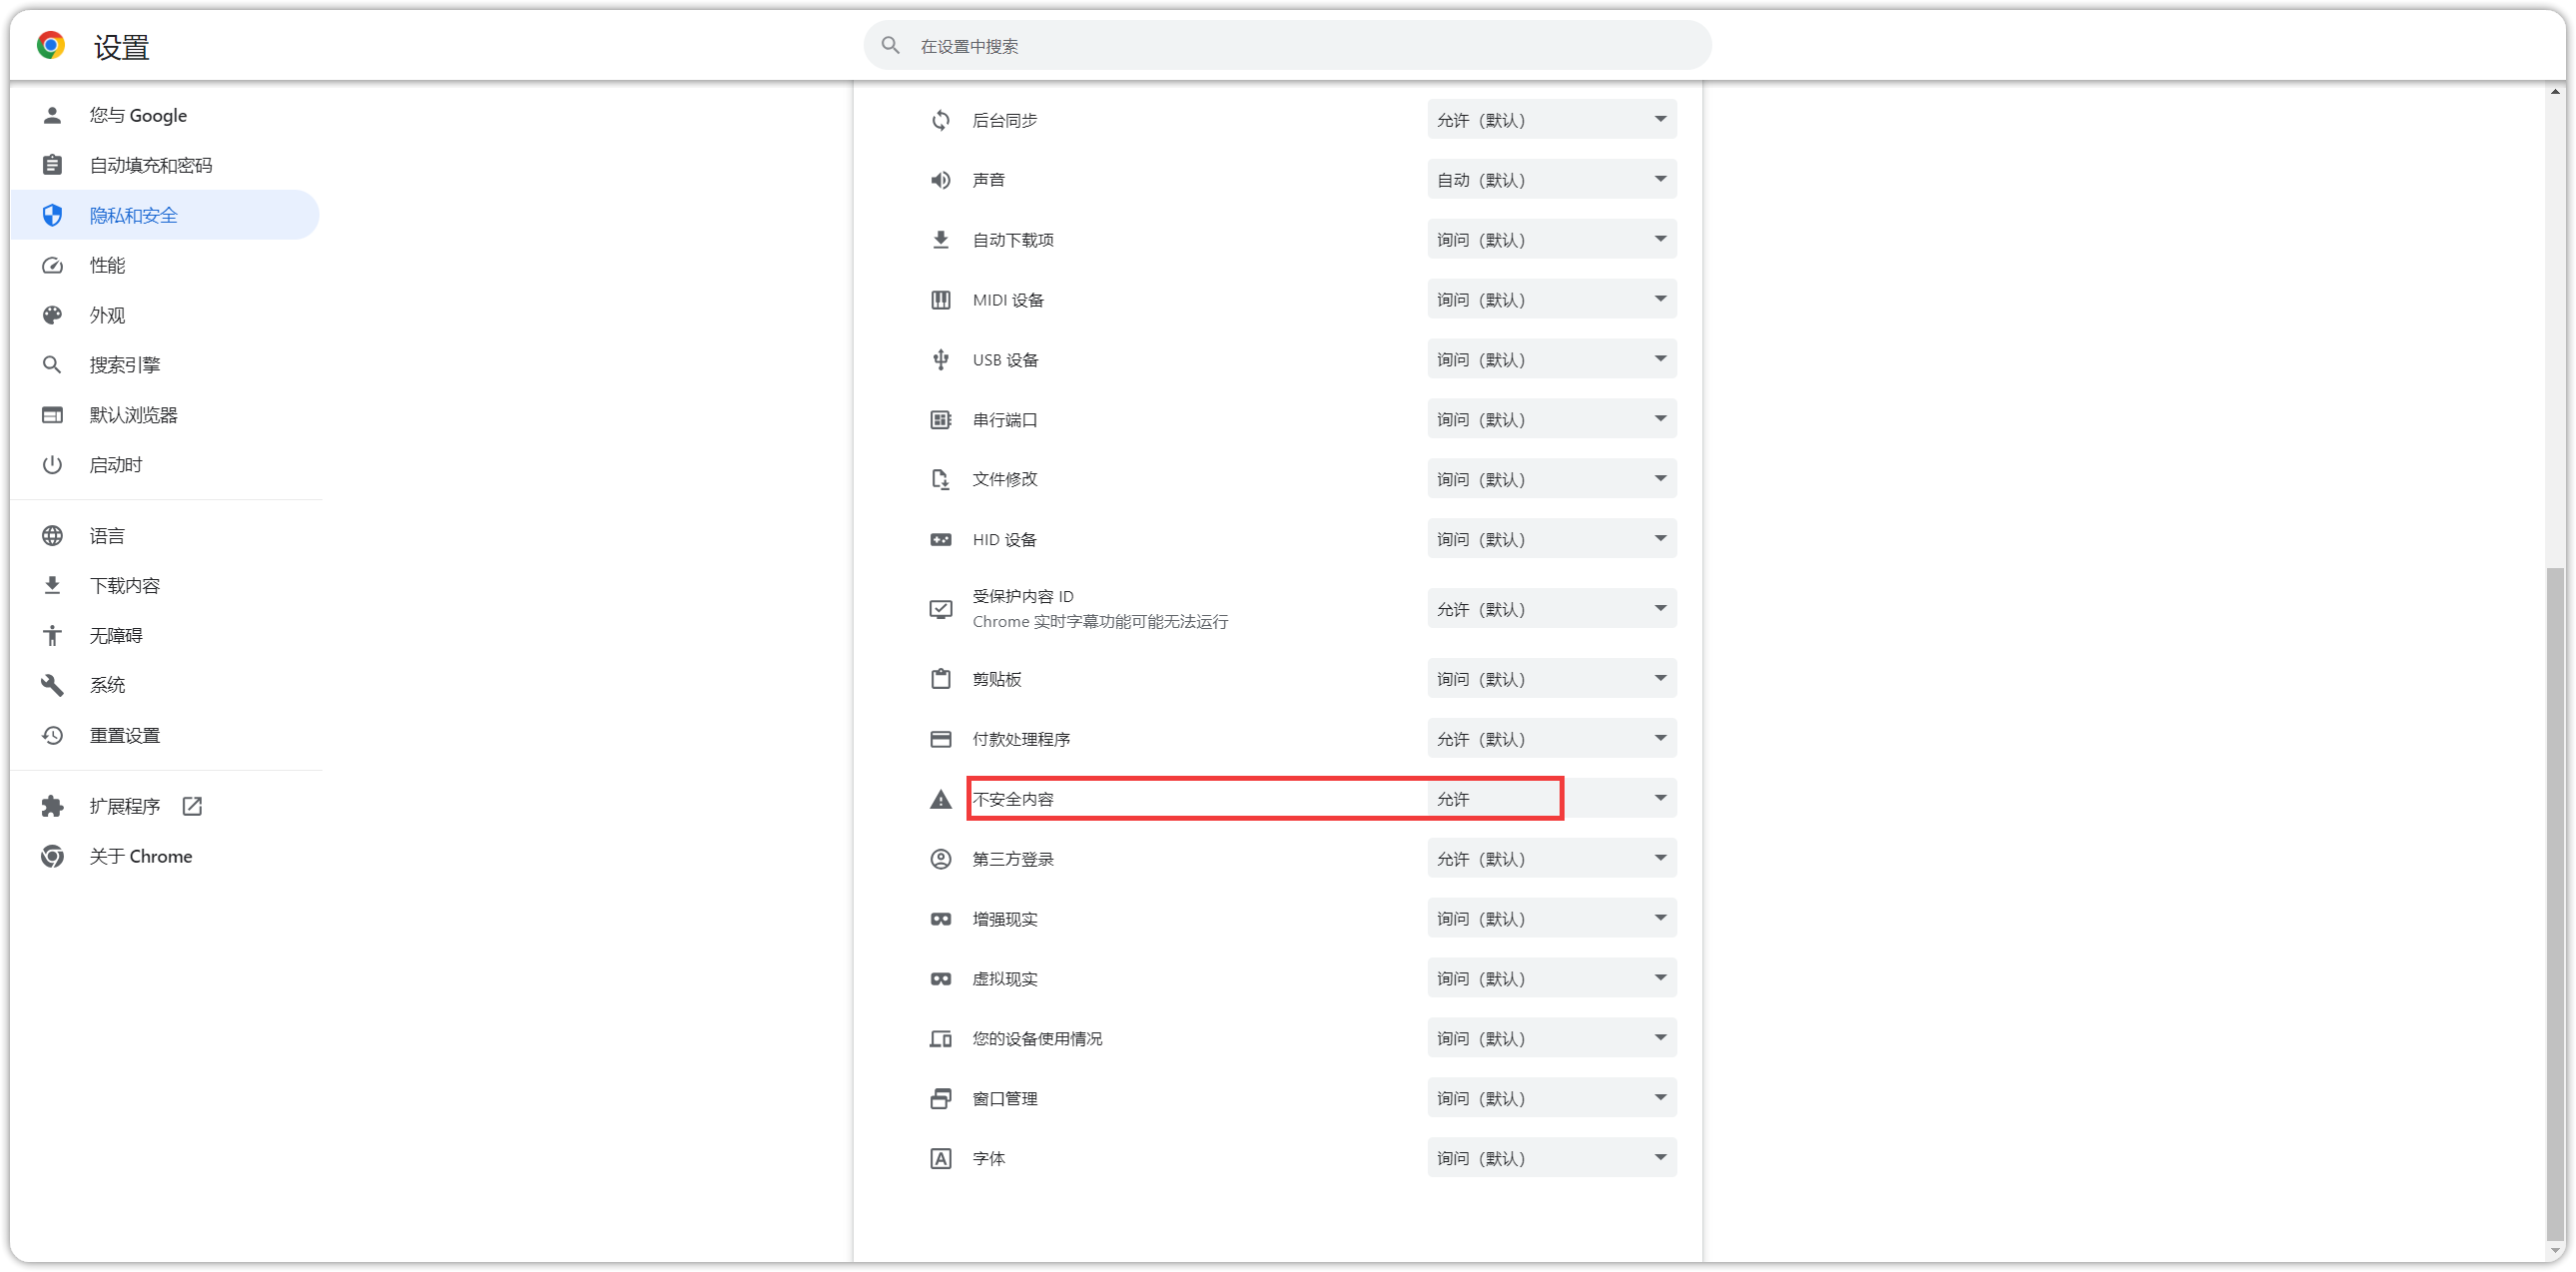 设置
在设置中搜索
您与 Google
自动填充和密码
隐私和安全
性能
外观
搜索引擎
默认浏览器
启动时
语言
下载内容
无障碍
系统
重置设置
扩展程序
关于 Chrome
后台同步 允许（默认）
声音 自动（默认）
自动下载项 询问（默认）
MIDI 设备 询问（默认）
USB 设备 询问（默认）
串行端口 询问（默认）
文件修改 询问（默认）
HID 设备 询问（默认）
受保护内容 ID 允许（默认）
Chrome 实时字幕功能可能无法运行
剪贴板 询问（默认）
付款处理程序 允许（默认）
不安全内容 允许
第三方登录 允许（默认）
增强现实 询问（默认）
虚拟现实 询问（默认）
您的设备使用情况 询问（默认）
窗口管理 询问（默认）
字体 询问（默认）